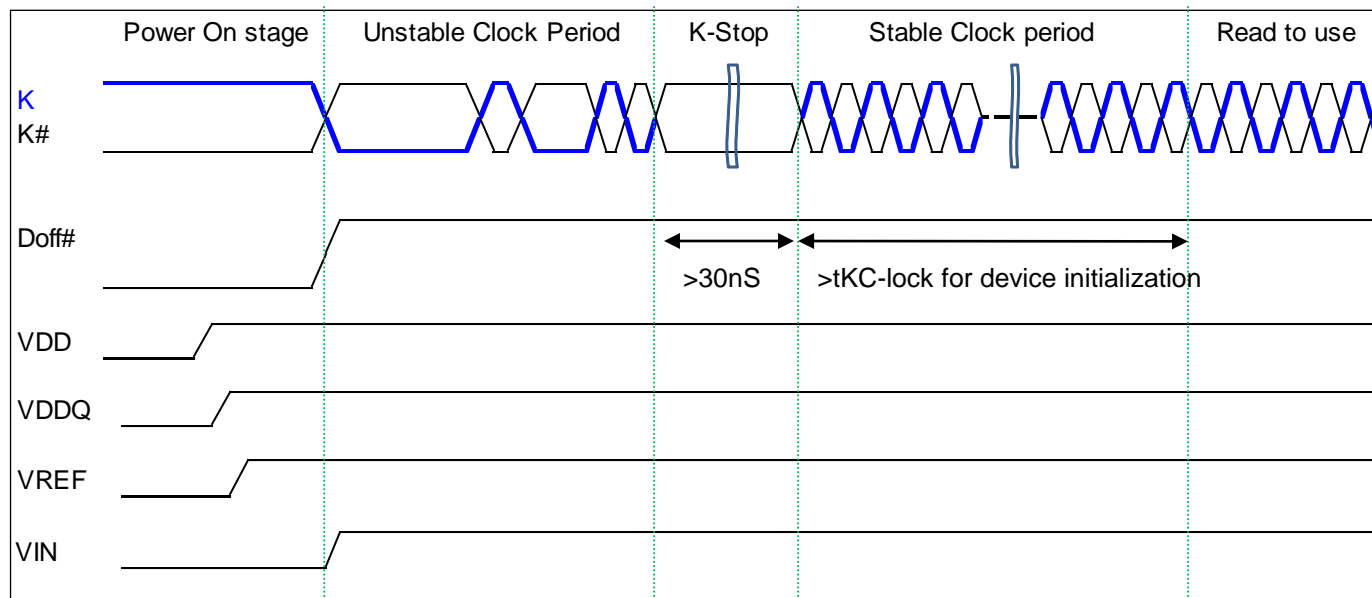 Power On stage Unstable Clock Period K-Stop Stable Clock period Read to use
K
K#
Doff#
>30nS >tKC-lock for device initialization
VDD
VDDQ
VREF
VIN